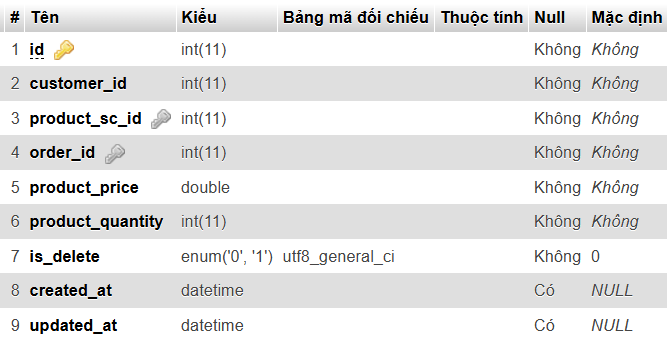 # Tên Kiểu Bảng mã đối chiếu Thuộc tính Null Mặc định
1 id int(11) Không Không
2 customer_id int(11) Không Không
3 product_sc_id int(11) Không Không
4 order_id int(11) Không Không
5 product_price double Không Không
6 product_quantity int(11) Không Không
7 is_delete enum('0', '1') utf8_general_ci Không 0
8 created_at datetime Có NULL
9 updated_at datetime Có NULL